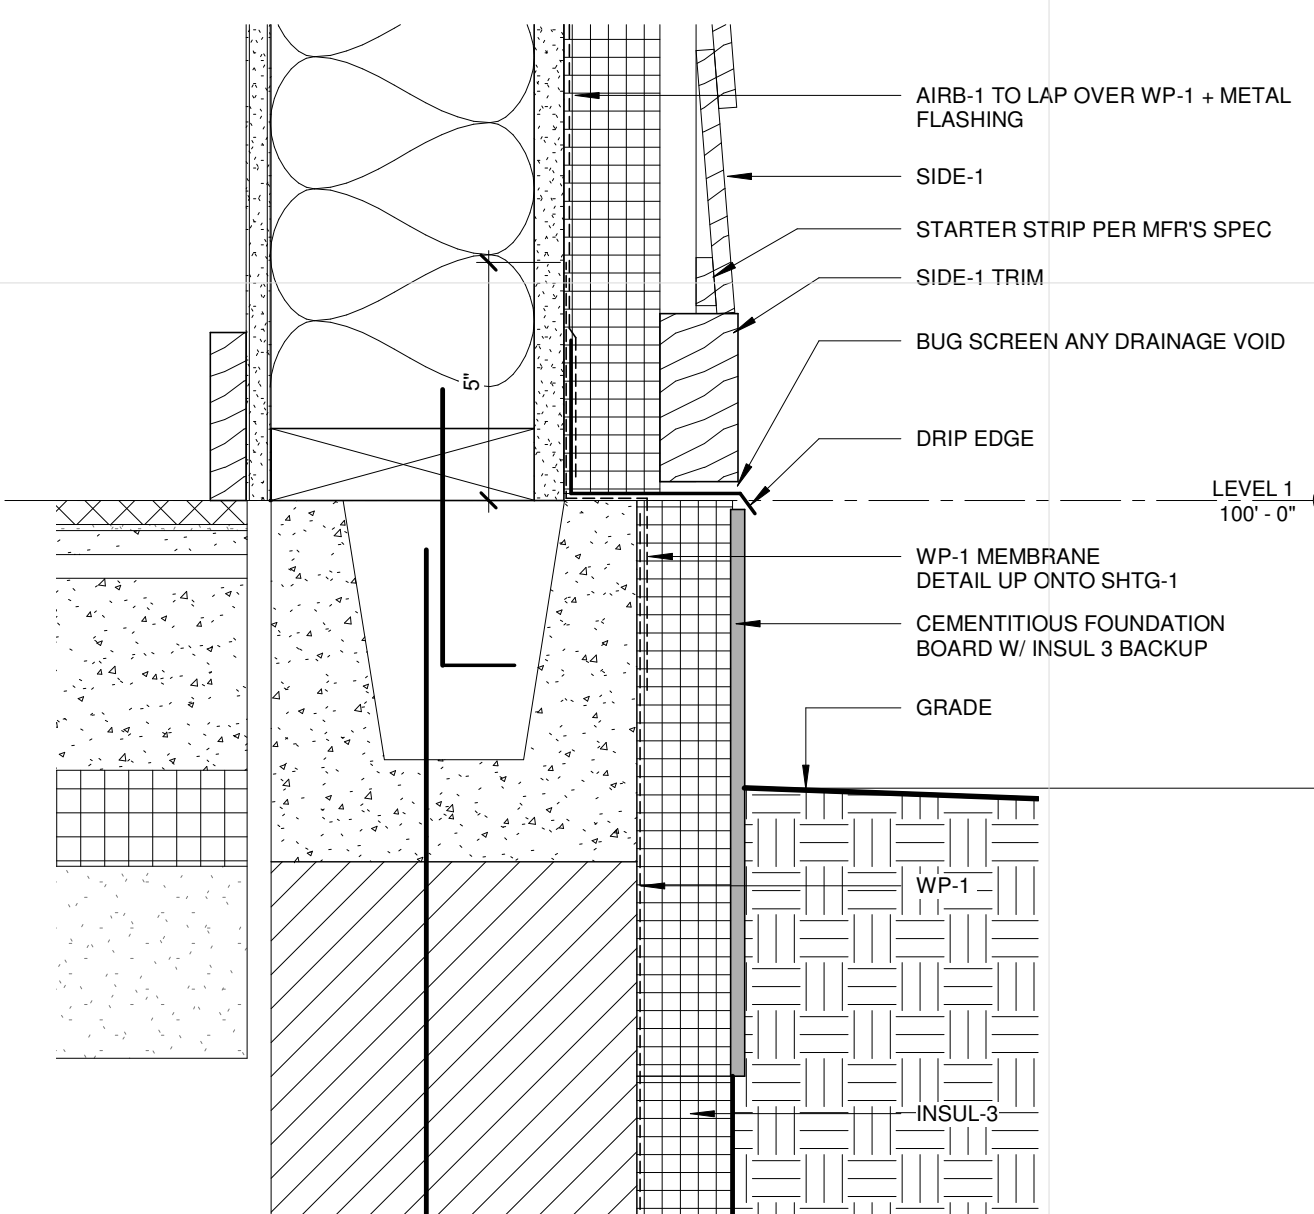 AIRB-1 TO LAP OVER WP-1 + METAL
FLASHING
SIDE-1
STARTER STRIP PER MFR'S SPEC
SIDE-1 TRIM
BUG SCREEN ANY DRAINAGE VOID
5"
DRIP EDGE
LEVEL 1
100' - 0"
WP-1 MEMBRANE
DETAIL UP ONTO SHTG-1
CEMENTITIOUS FOUNDATION
BOARD W/ INSUL 3 BACKUP
GRADE
WP-1
INSUL-3